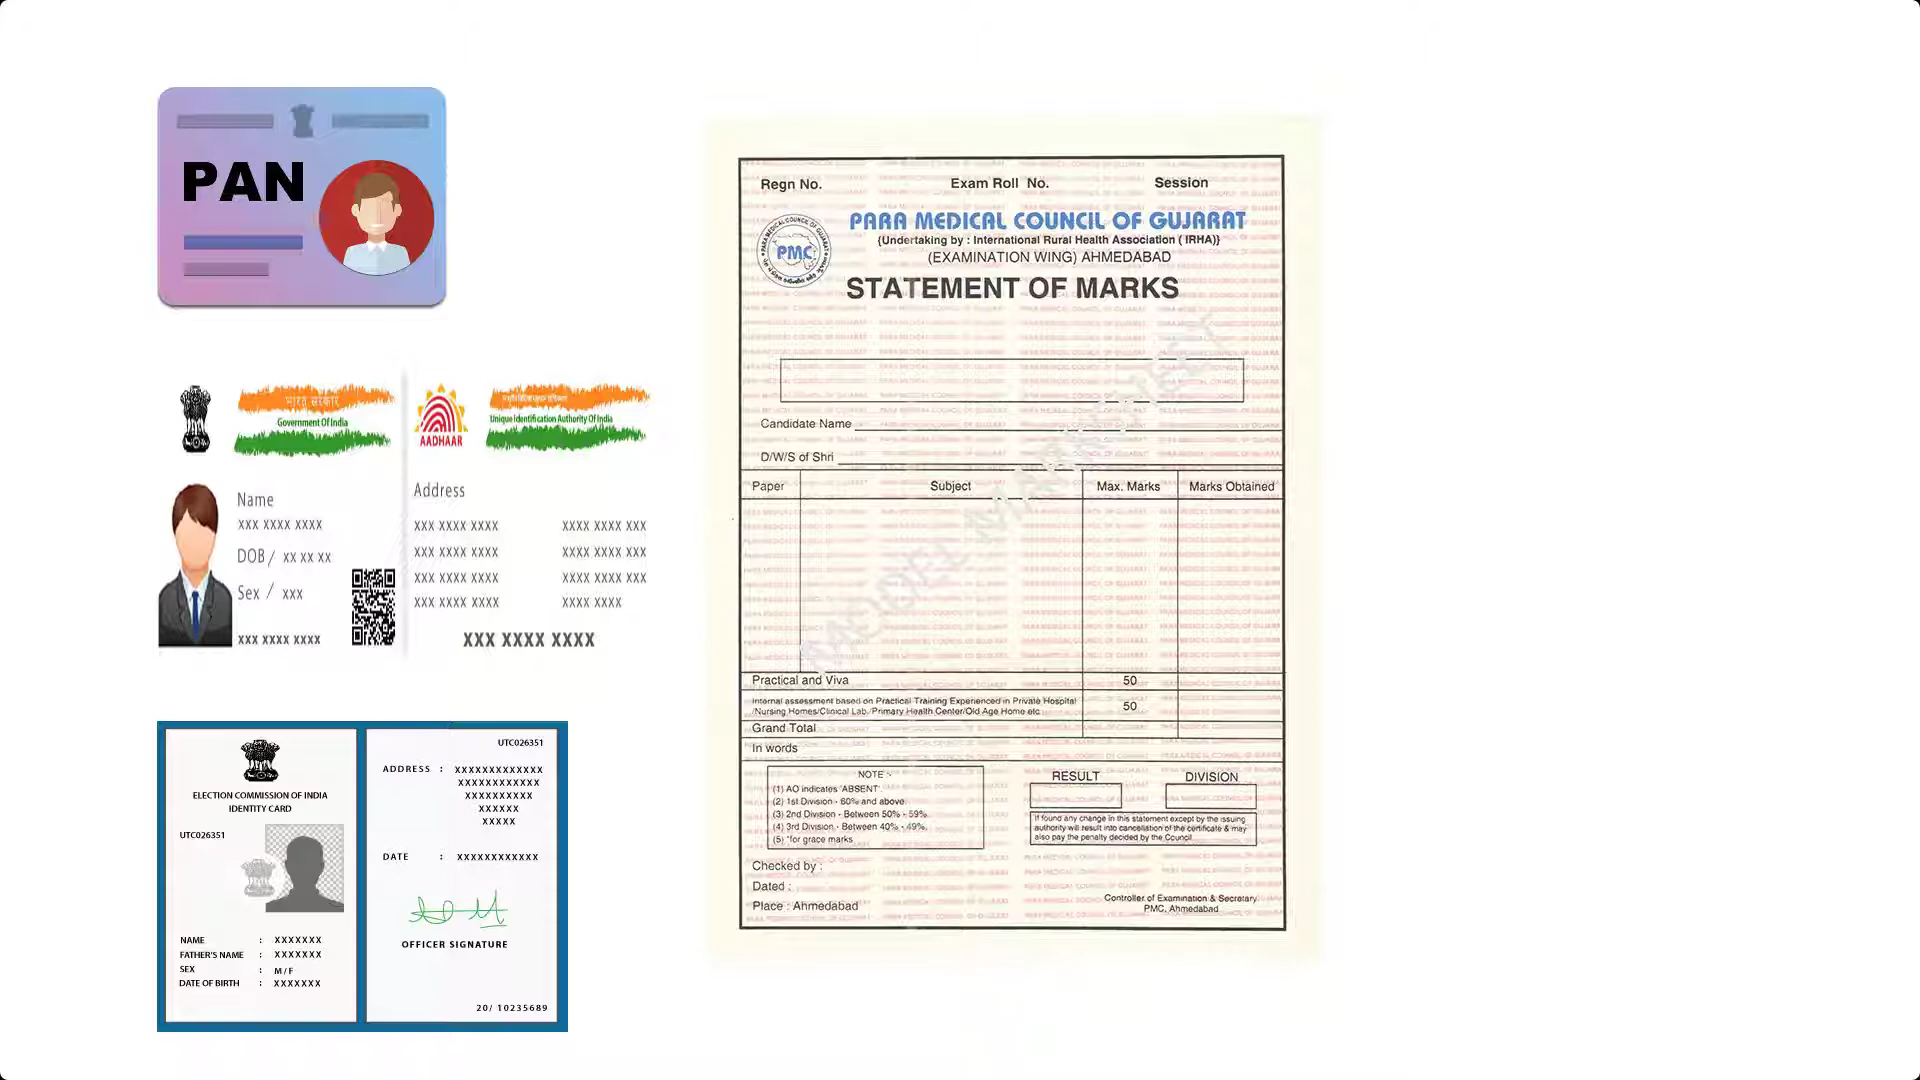 PAN
भारत सरकार
Government Of India
Name
XXX XXXX XXXX
DOB / XX XX XX
Sex / XXX
XXX XXXX XXXX
AADHAAR
Unique Identification Authority Of India
Address
XXX XXXX XXXX XXXX XXXX XXX
XXX XXXX XXXX XXXX XXXX XXX
XXX XXXX XXXX XXXX XXXX XXX
XXX XXXX XXXX XXXX XXXX
XXX XXXX XXXX
ELECTION COMMISSION OF INDIA
IDENTITY CARD
UTC026351
NAME : XXXXXXX
FATHER'S NAME : XXXXXXX
SEX : M / F
DATE OF BIRTH : XXXXXXX
UTC026351
ADDRESS : XXXXXXXXXXXXX
XXXXXXXXXXXX
XXXXXXXXXX
XXXXXX
XXXXX
DATE : XXXXXXXXXXXX
OFFICER SIGNATURE
20/ 10235689
Regn No. Exam Roll No. Session
PARA MEDICAL COUNCIL OF GUJARAT
{Undertaking by : International Rural Health Association ( IRHA)}
(EXAMINATION WING) AHMEDABAD
PMC
STATEMENT OF MARKS
Candidate Name
D/W/S of Shri
Paper Subject Max. Marks Marks Obtained
MODEL MARKSHEET
Practical and Viva 50
Internal assessment based on Practical Training Experienced in Private Hospital
/Nursing Homes/Clinical Lab./Primary Health Center/Old Age Home etc 50
Grand Total
In words
NOTE :-
(1) AO indicates 'ABSENT'.
(2) 1st Division - 60% and above.
(3) 2nd Division - Between 50% - 59%.
(4) 3rd Division - Between 40% - 49%.
(5) *for grace marks
RESULT DIVISION
If found any change in this statement except by the issuing
authority will result into cancellation of the certificate & may
also pay the penalty decided by the Council
Checked by :
Dated :
Place : Ahmedabad
Controller of Examination & Secretary
PMC, Ahmedabad